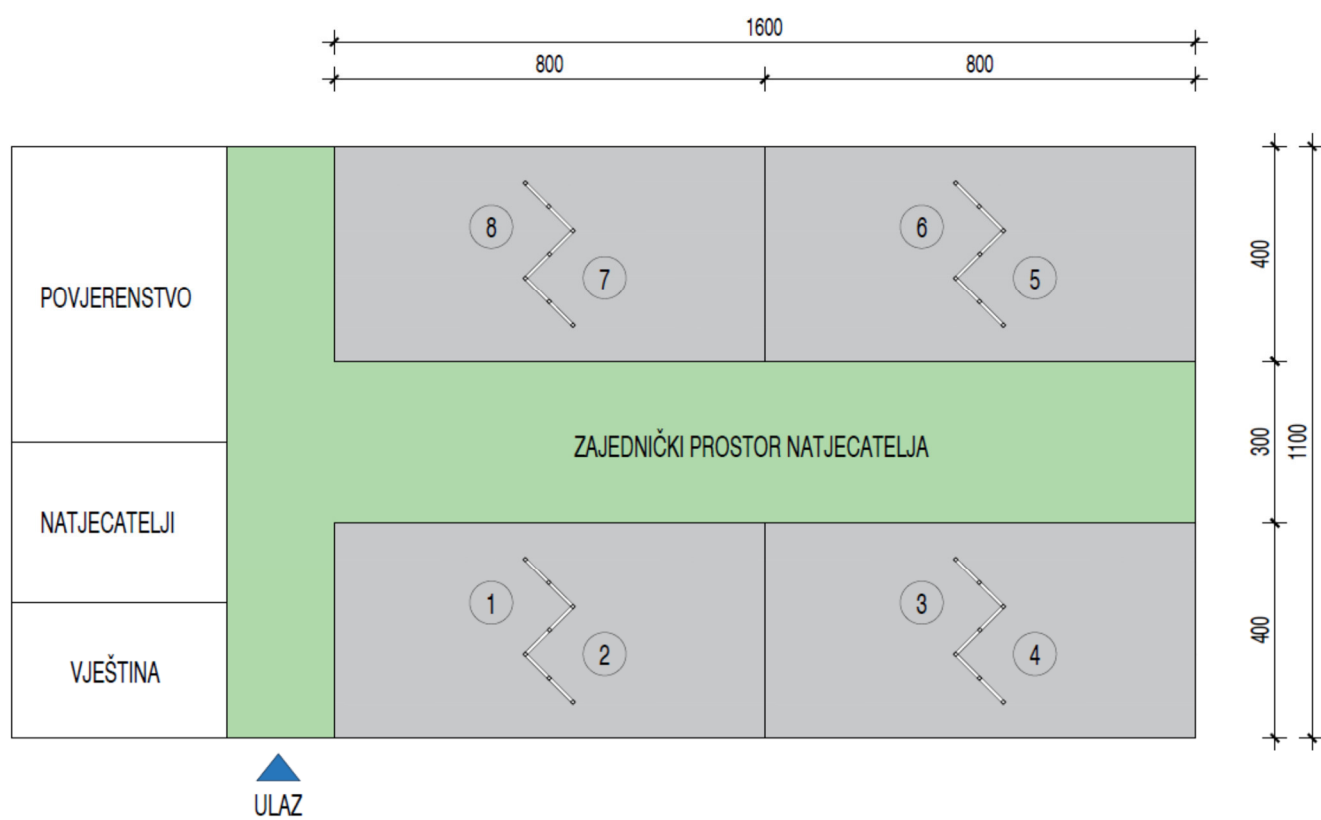 1600
800 800
POVJERENSTVO
8
7
6
5
400
ZAJEDNIČKI PROSTOR NATJECATELJA
300
1100
NATJECATELJI
1
2
3
4
400
VJEŠTINA
ULAZ